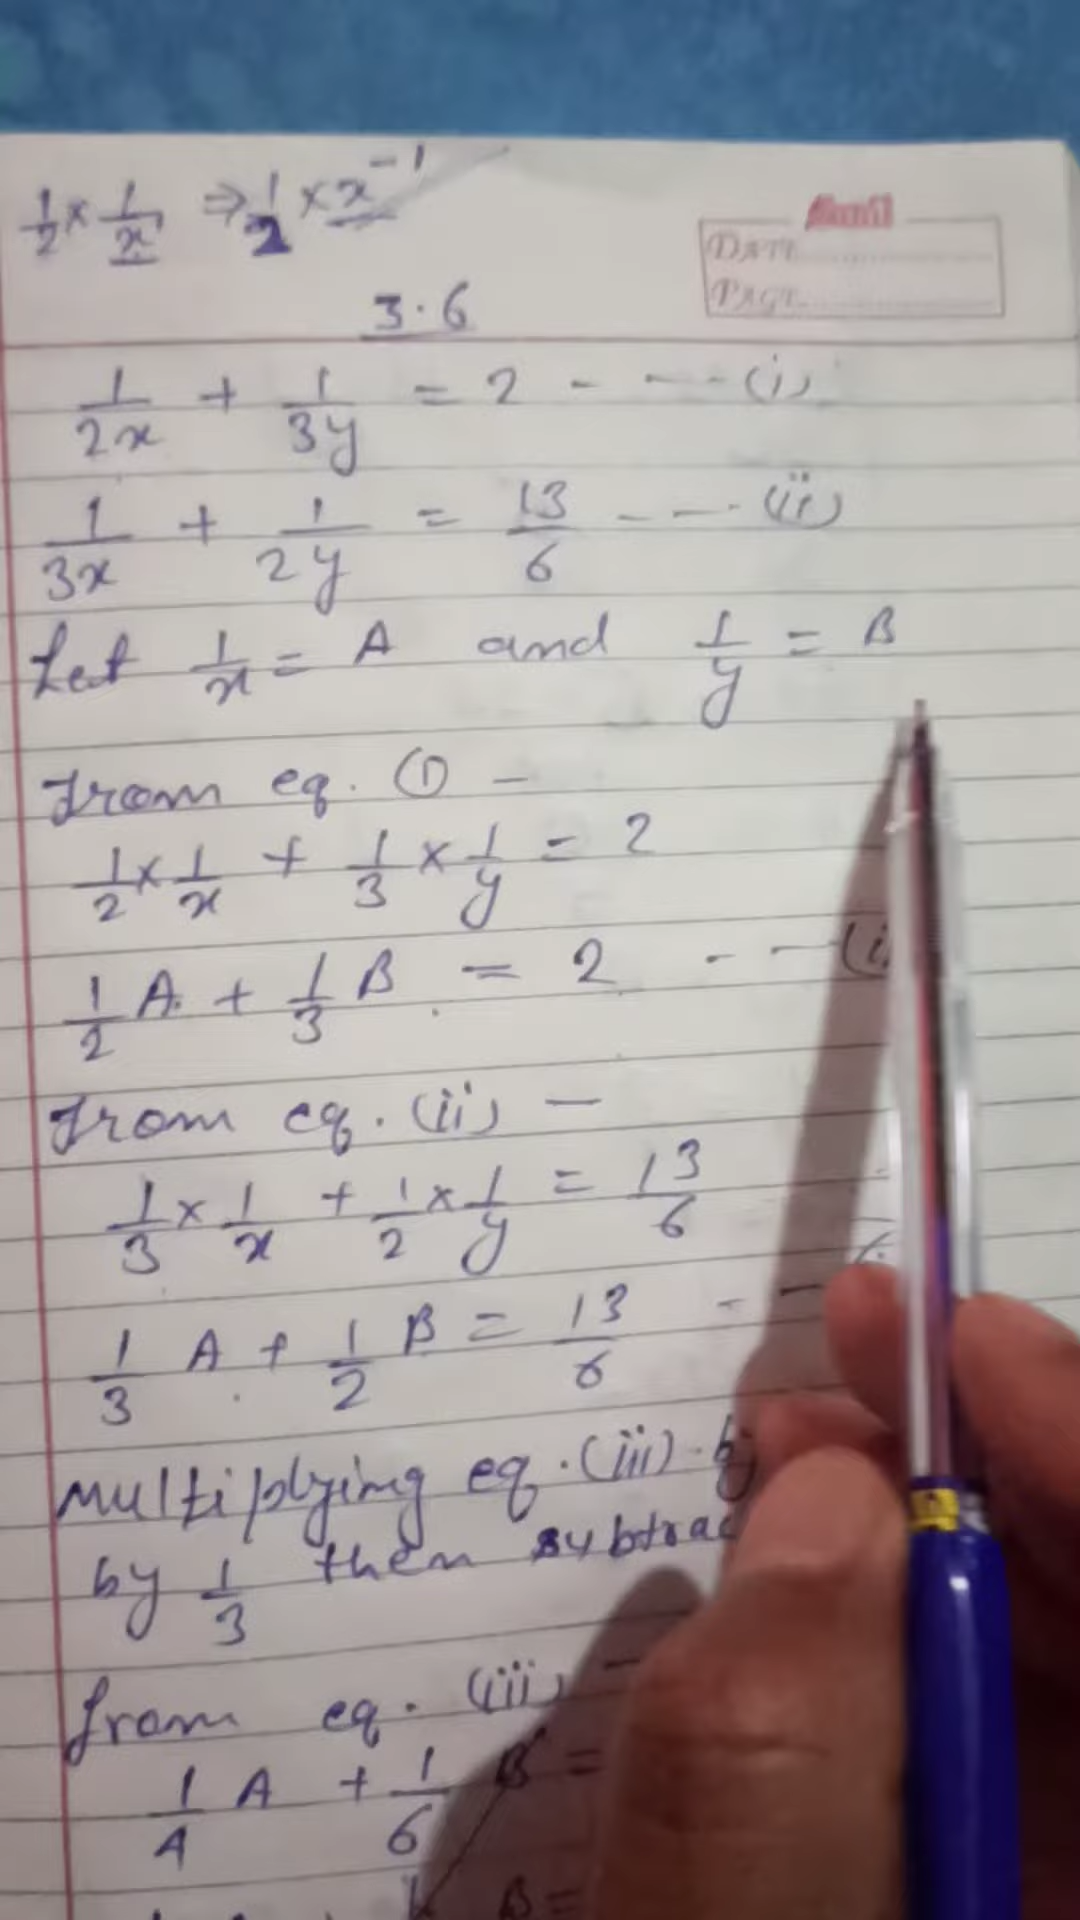 1/2 × 1/x ⇒ 1/2 × x⁻¹
DATE
PAGE
3.6
1/2x + 1/3y = 2 - - - (i)
1/3x + 1/2y = 13/6 - - - (ii)
Let 1/x = A and 1/y = B
from eq. ① -
1/2 × 1/x + 1/3 × 1/y = 2
1/2 A + 1/3 B = 2 - -
from eq. (ii) -
1/3 × 1/x + 1/2 × 1/y = 13/6
1/3 A + 1/2 B = 13/6 - -
Multiplying eq. (iii)
by 1/3 then
from eq. (iii)
1/4 A + 1/6 B =
B =